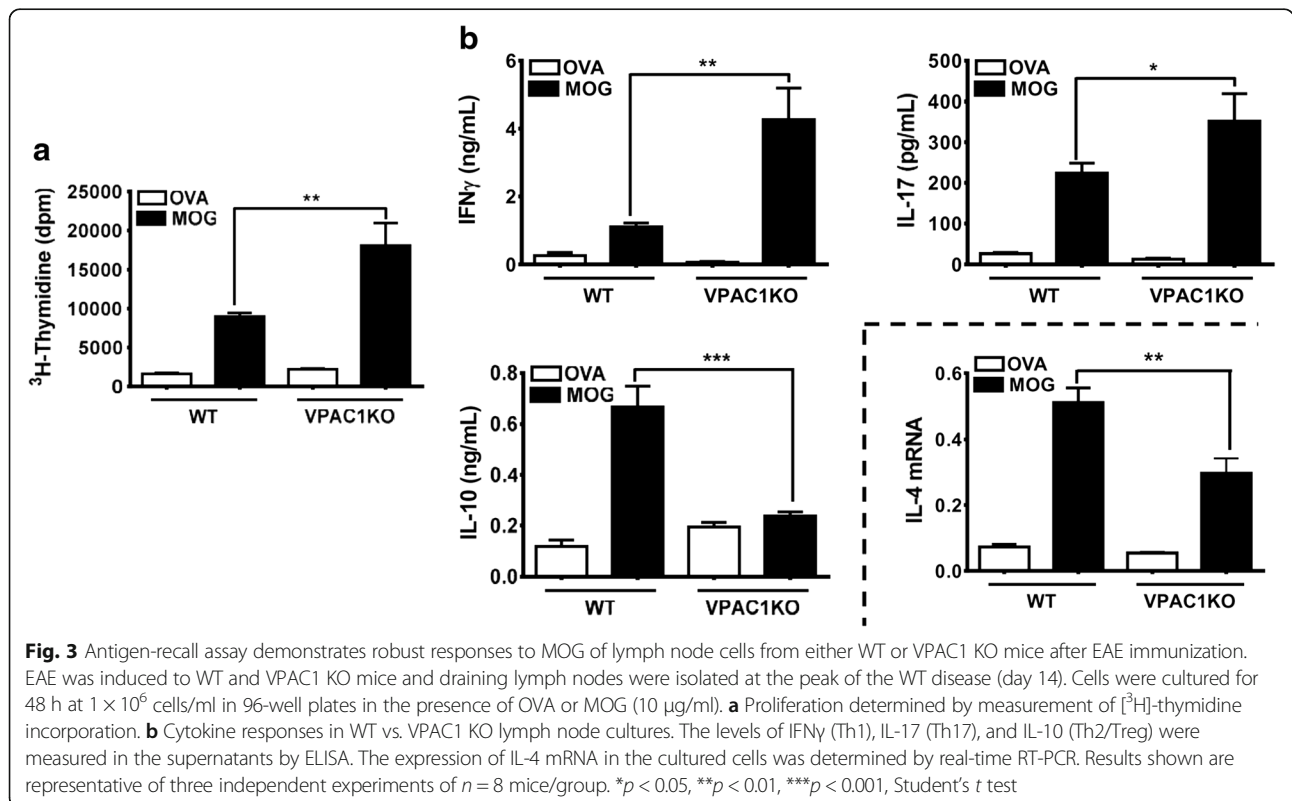 a
³H-Thymidine (dpm)
25000
20000
15000
10000
5000
0
OVA
MOG
**
WT
VPAC1KO
b
IFNγ (ng/mL)
6
4
2
0
OVA
MOG
**
WT
VPAC1KO
IL-17 (pg/mL)
500
400
300
200
100
0
OVA
MOG
*
WT
VPAC1KO
IL-10 (ng/mL)
0.8
0.6
0.4
0.2
0.0
OVA
MOG
***
WT
VPAC1KO
IL-4 mRNA
0.6
0.4
0.2
0.0
OVA
MOG
**
WT
VPAC1KO
Fig. 3 Antigen-recall assay demonstrates robust responses to MOG of lymph node cells from either WT or VPAC1 KO mice after EAE immunization.
EAE was induced to WT and VPAC1 KO mice and draining lymph nodes were isolated at the peak of the WT disease (day 14). Cells were cultured for
48 h at 1 × 10⁶ cells/ml in 96-well plates in the presence of OVA or MOG (10 μg/ml). a Proliferation determined by measurement of [³H]-thymidine
incorporation. b Cytokine responses in WT vs. VPAC1 KO lymph node cultures. The levels of IFNγ (Th1), IL-17 (Th17), and IL-10 (Th2/Treg) were
measured in the supernatants by ELISA. The expression of IL-4 mRNA in the cultured cells was determined by real-time RT-PCR. Results shown are
representative of three independent experiments of n = 8 mice/group. *p < 0.05, **p < 0.01, ***p < 0.001, Student's t test